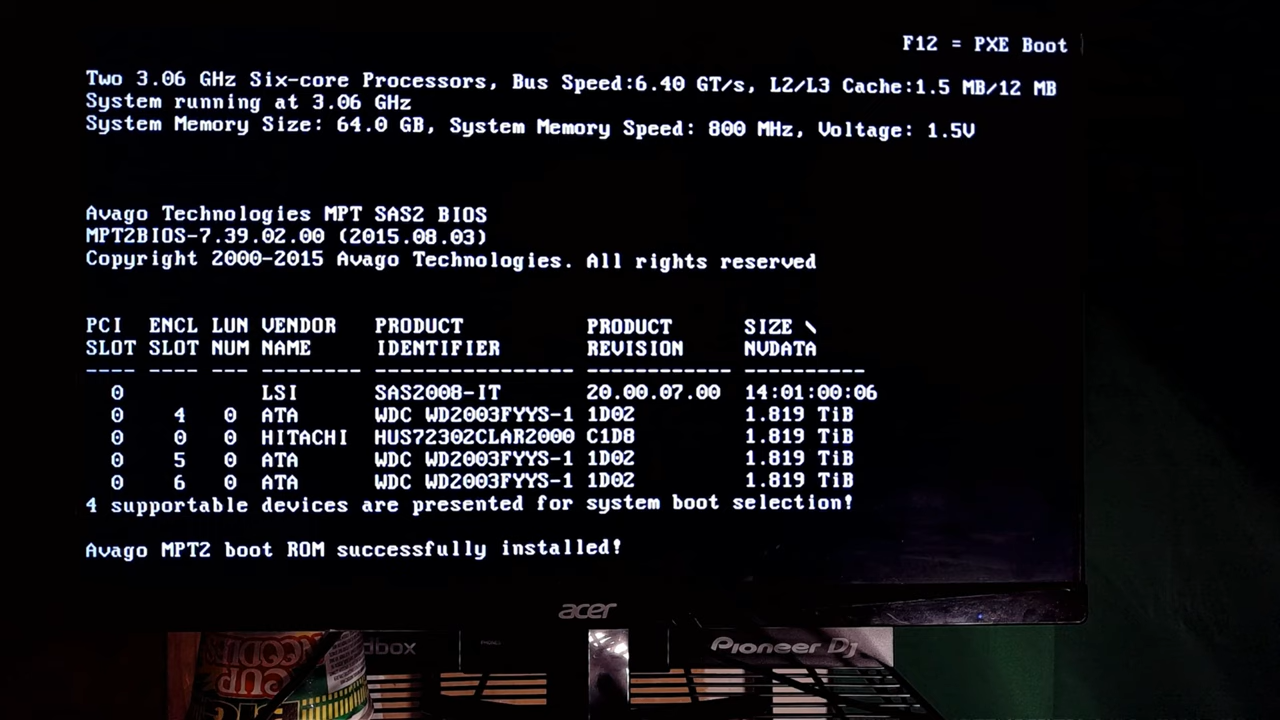 F12 = PXE Boot
Two 3.06 GHz Six-core Processors, Bus Speed:6.40 GT/s, L2/L3 Cache:1.5 MB/12 MB
System running at 3.06 GHz
System Memory Size: 64.0 GB, System Memory Speed: 800 MHz, Voltage: 1.5V
Avago Technologies MPT SAS2 BIOS
MPT2BIOS-7.39.02.00 (2015.08.03)
Copyright 2000-2015 Avago Technologies. All rights reserved
PCI ENCL LUN VENDOR PRODUCT PRODUCT SIZE \
SLOT SLOT NUM NAME IDENTIFIER REVISION NVDATA
---- ---- --- -------- ---------------- ----------- ----------
0 LSI SAS2008-IT 20.00.07.00 14:01:00:06
0 4 0 ATA WDC WD2003FYYS-1 1D02 1.819 TiB
0 0 0 HITACHI HUS72302CLAR2000 C1D8 1.819 TiB
0 5 0 ATA WDC WD2003FYYS-1 1D02 1.819 TiB
0 6 0 ATA WDC WD2003FYYS-1 1D02 1.819 TiB
4 supportable devices are presented for system boot selection!
Avago MPT2 boot ROM successfully installed!
acer
dbox
Pioneer Dj
CUP
NOODLES